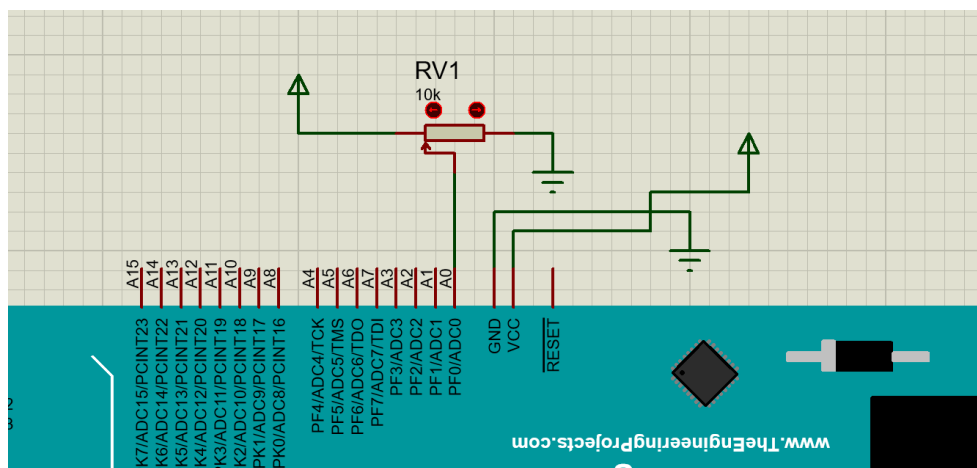 RV1
10k
A15
A14
A13
A12
A11
A10
A9
A8
A4
A5
A6
A7
A3
A2
A1
A0
K7/ADC15/PCINT23
K6/ADC14/PCINT22
K5/ADC13/PCINT21
K4/ADC12/PCINT20
PK3/ADC11/PCINT19
K2/ADC10/PCINT18
PK1/ADC9/PCINT17
PK0/ADC8/PCINT16
PF4/ADC4/TCK
PF5/ADC5/TMS
PF6/ADC6/TDO
PF7/ADC7/TDI
PF3/ADC3
PF2/ADC2
PF1/ADC1
PF0/ADC0
GND
VCC
RESET
www.TheEngineeringProjects.com